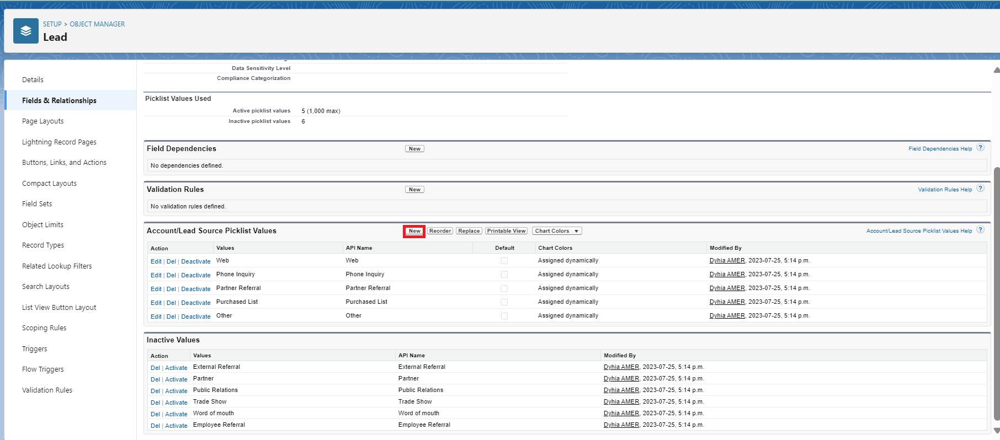 SETUP > OBJECT MANAGER
Lead
Details
Fields & Relationships
Page Layouts
Lightning Record Pages
Buttons, Links, and Actions
Compact Layouts
Field Sets
Object Limits
Record Types
Related Lookup Filters
Search Layouts
List View Button Layout
Scoping Rules
Triggers
Flow Triggers
Validation Rules
Data Sensitivity Level
Compliance Categorization
Picklist Values Used
Active picklist values 5 (1,000 max)
Inactive picklist values 6
Field Dependencies New Field Dependencies Help ?
No dependencies defined.
Validation Rules New Validation Rules Help ?
No validation rules defined.
Account/Lead Source Picklist Values New Reorder Replace Printable View Chart Colors ▼ Account/Lead Source Picklist Values Help ?
Action Values API Name Default Chart Colors Modified By
Edit | Del | Deactivate Web Web Assigned dynamically Dyhia AMER, 2023-07-25, 5:14 p.m.
Edit | Del | Deactivate Phone Inquiry Phone Inquiry Assigned dynamically Dyhia AMER, 2023-07-25, 5:14 p.m.
Edit | Del | Deactivate Partner Referral Partner Referral Assigned dynamically Dyhia AMER, 2023-07-25, 5:14 p.m.
Edit | Del | Deactivate Purchased List Purchased List Assigned dynamically Dyhia AMER, 2023-07-25, 5:14 p.m.
Edit | Del | Deactivate Other Other Assigned dynamically Dyhia AMER, 2023-07-25, 5:14 p.m.
Inactive Values
Action Values API Name Modified By
Del | Activate External Referral External Referral Dyhia AMER, 2023-07-25, 5:14 p.m.
Del | Activate Partner Partner Dyhia AMER, 2023-07-25, 5:14 p.m.
Del | Activate Public Relations Public Relations Dyhia AMER, 2023-07-25, 5:14 p.m.
Del | Activate Trade Show Trade Show Dyhia AMER, 2023-07-25, 5:14 p.m.
Del | Activate Word of mouth Word of mouth Dyhia AMER, 2023-07-25, 5:14 p.m.
Del | Activate Employee Referral Employee Referral Dyhia AMER, 2023-07-25, 5:14 p.m.